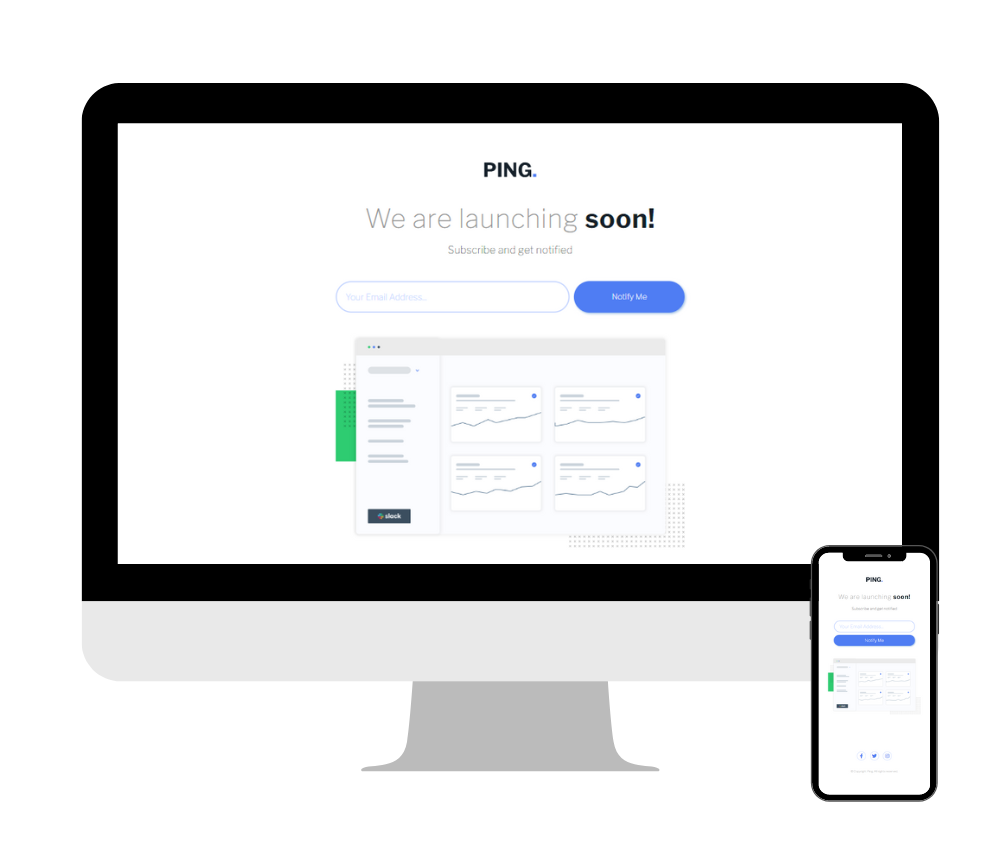 PING.
We are launching soon!
Subscribe and get notified
Your Email Address...
Notify Me
slack
PING.
We are launching soon!
Subscribe and get notified
Your Email Address...
Notify Me